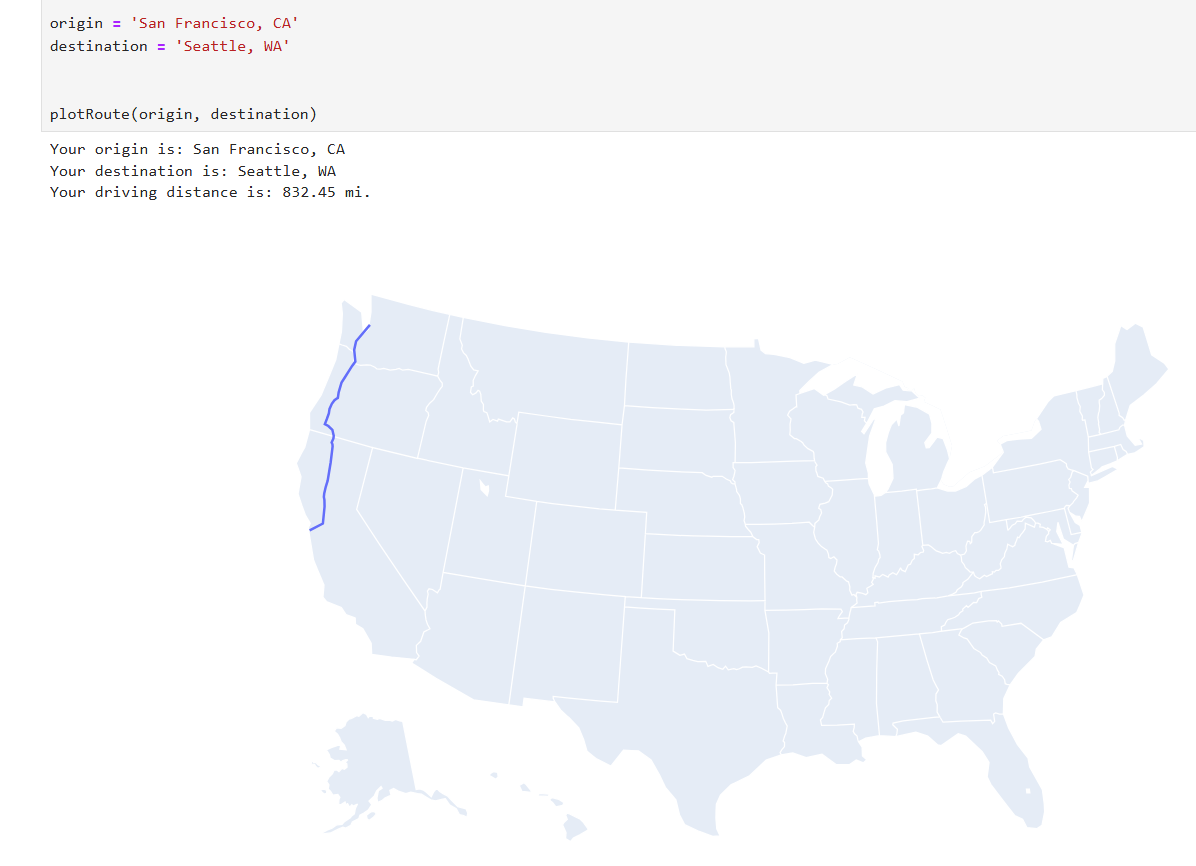 origin = 'San Francisco, CA'
destination = 'Seattle, WA'
plotRoute(origin, destination)
Your origin is: San Francisco, CA
Your destination is: Seattle, WA
Your driving distance is: 832.45 mi.